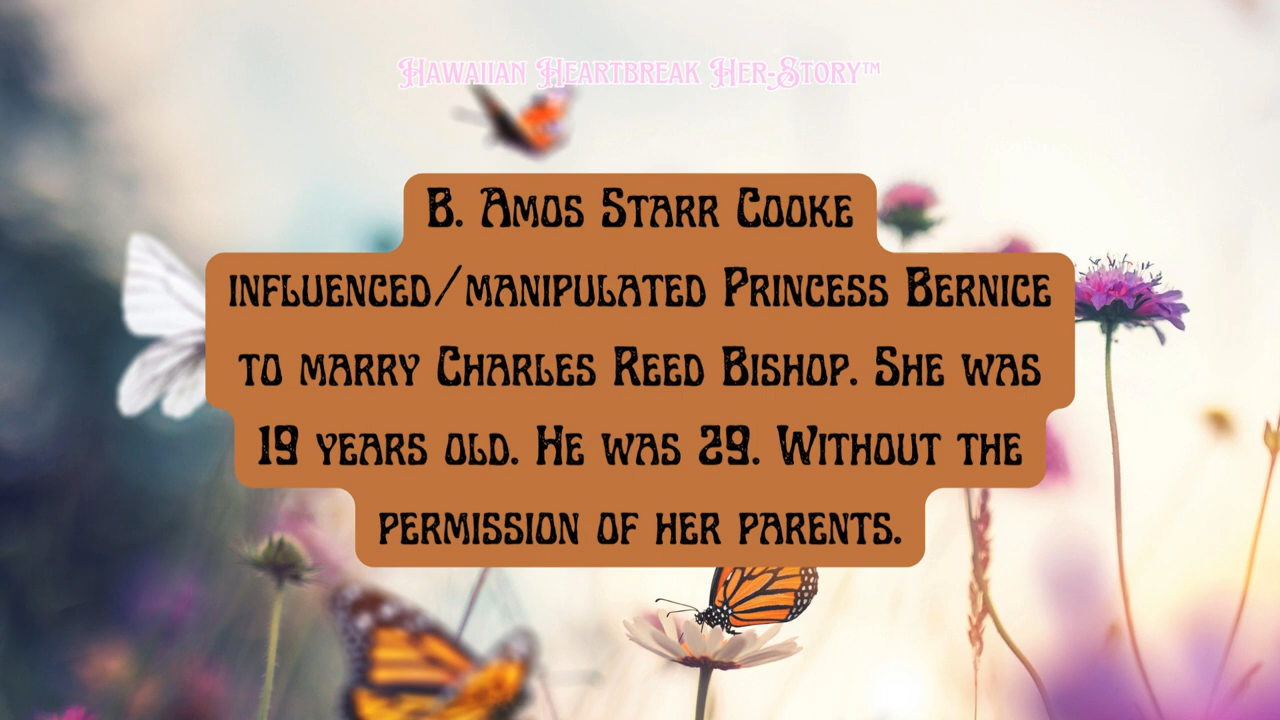 Hawaiian Heartbreak Her-Story™
B. Amos Starr Cooke
influenced/manipulated Princess Bernice
to marry Charles Reed Bishop. She was
19 years old. He was 29. Without the
permission of her parents.